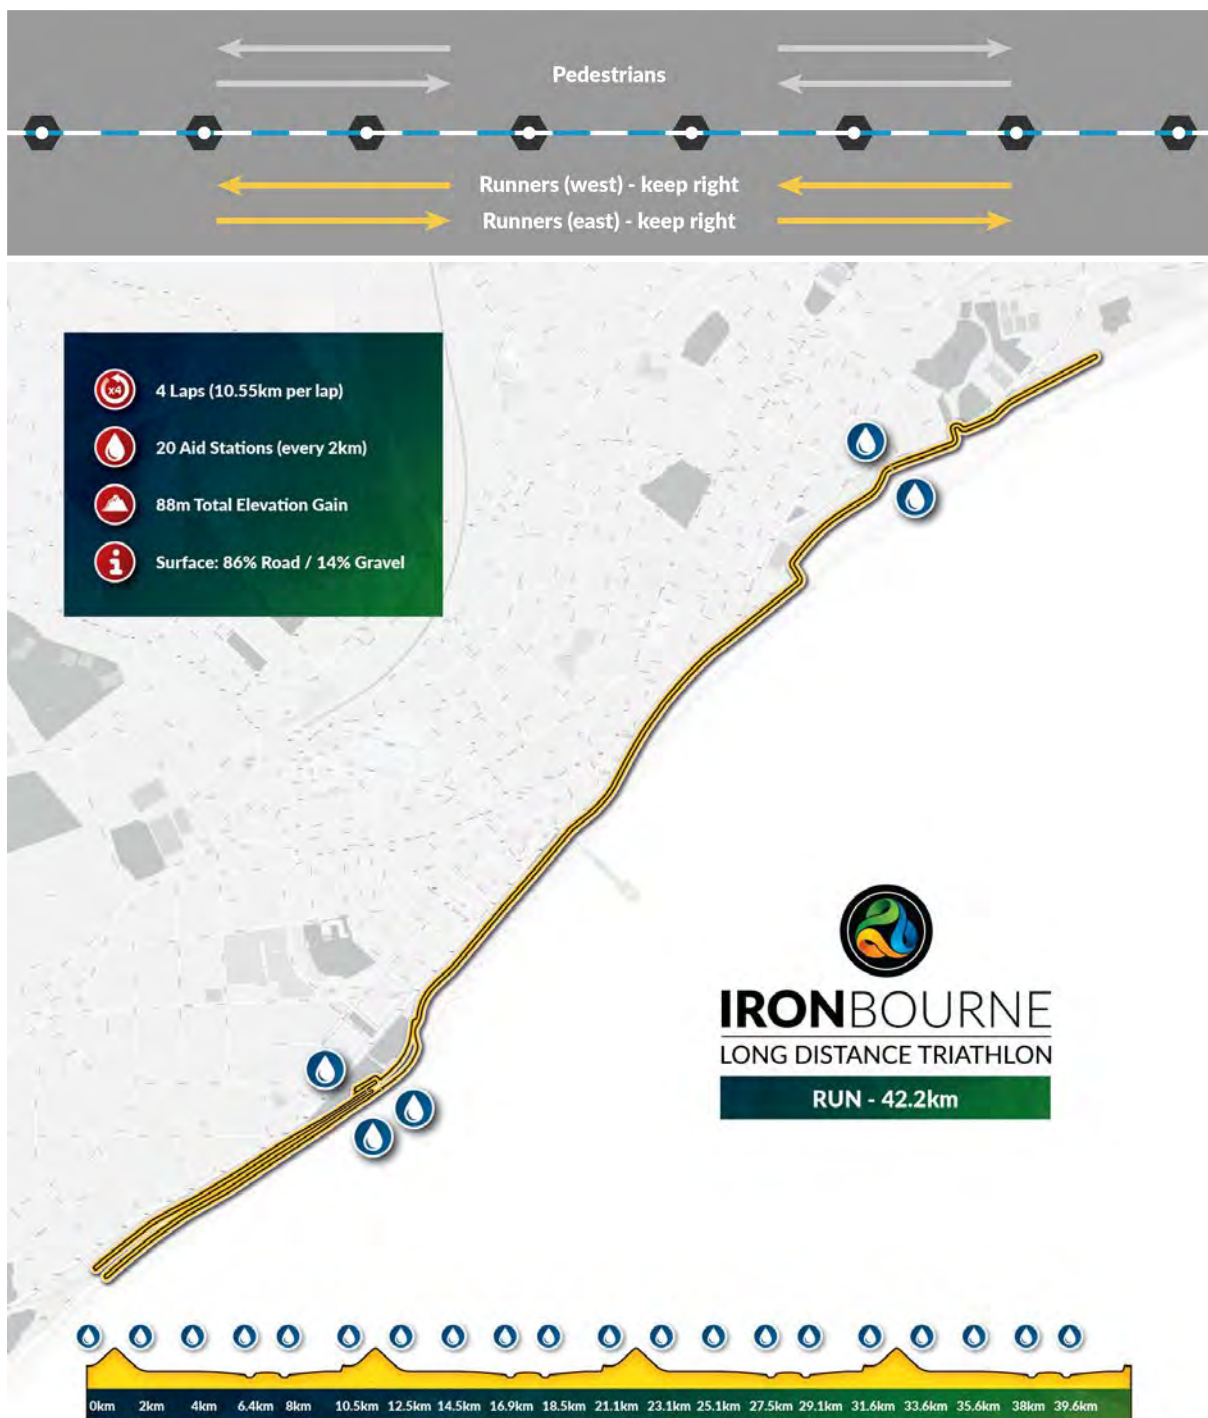 Pedestrians
Runners (west) - keep right
Runners (east) - keep right
x4
4 Laps (10.55km per lap)
20 Aid Stations (every 2km)
88m Total Elevation Gain
i
Surface: 86% Road / 14% Gravel
IRONBOURNE
LONG DISTANCE TRIATHLON
RUN - 42.2km
0km 2km 4km 6.4km 8km 10.5km 12.5km 14.5km 16.9km 18.5km 21.1km 23.1km 25.1km 27.5km 29.1km 31.6km 33.6km 35.6km 38km 39.6km